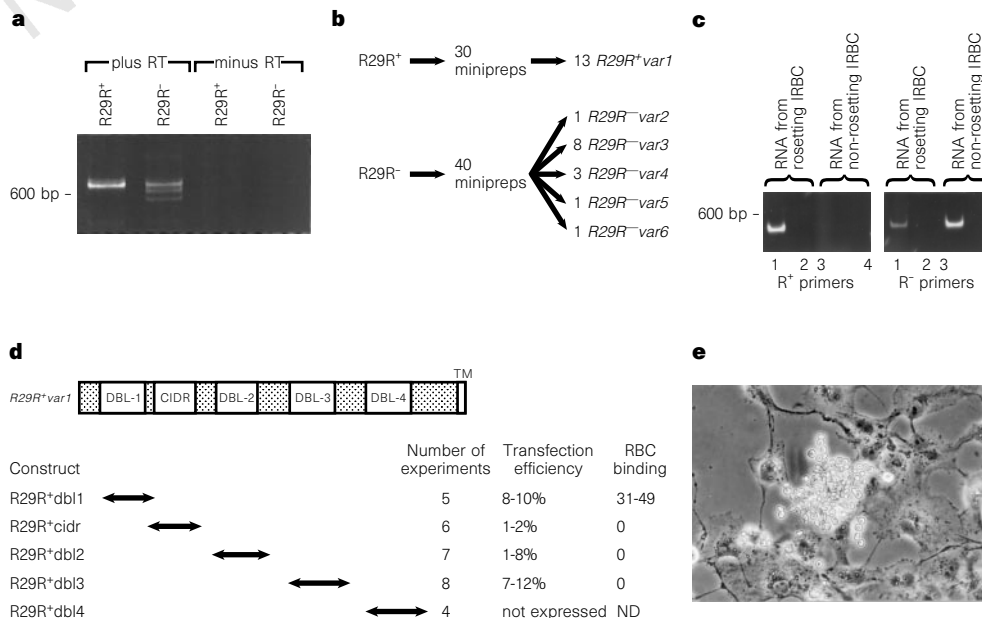 a
plus RT minus RT
R29R+ R29R- R29R+ R29R-
600 bp -
b
R29R+ 30 minipreps 13 R29R+var1
R29R- 40 minipreps
1 R29R—var2
8 R29R—var3
3 R29R—var4
1 R29R—var5
1 R29R—var6
c
RNA from rosetting IRBC
RNA from non-rosetting IRBC
RNA from rosetting IRBC
RNA from non-rosetting IRBC
600 bp -
1 2 3 4 1 2 3
R+ primers R- primers
d
TM
R29R+var1 DBL-1 CIDR DBL-2 DBL-3 DBL-4
Number of Transfection RBC
Construct experiments efficiency binding
R29R+dbl1 5 8-10% 31-49
R29R+cidr 6 1-2% 0
R29R+dbl2 7 1-8% 0
R29R+dbl3 8 7-12% 0
R29R+dbl4 4 not expressed ND
e